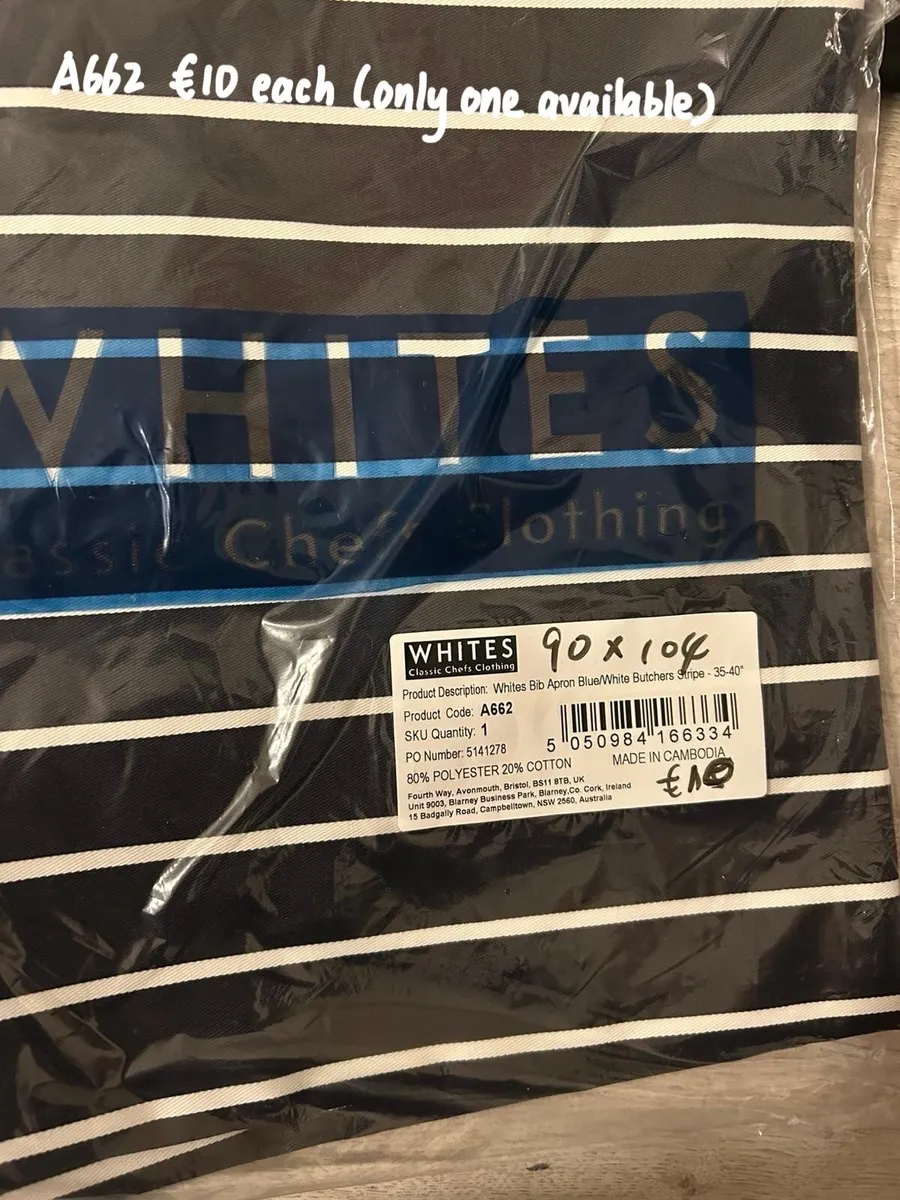 A662 €10 each (only one available)
WHITES
assic Chefs Clothing
WHITES
Classic Chefs Clothing
90 x 104
Product Description: Whites Bib Apron Blue/White Butchers Stripe - 35-40"
Product Code: A662
SKU Quantity: 1
PO Number: 5141278
5 050984 166334
80% POLYESTER 20% COTTON
MADE IN CAMBODIA
€10
Fourth Way, Avonmouth, Bristol, BS11 8TB, UK
Unit 9003, Blarney Business Park, Blarney,Co. Cork, Ireland
15 Badgally Road, Campbelltown, NSW 2560, Australia